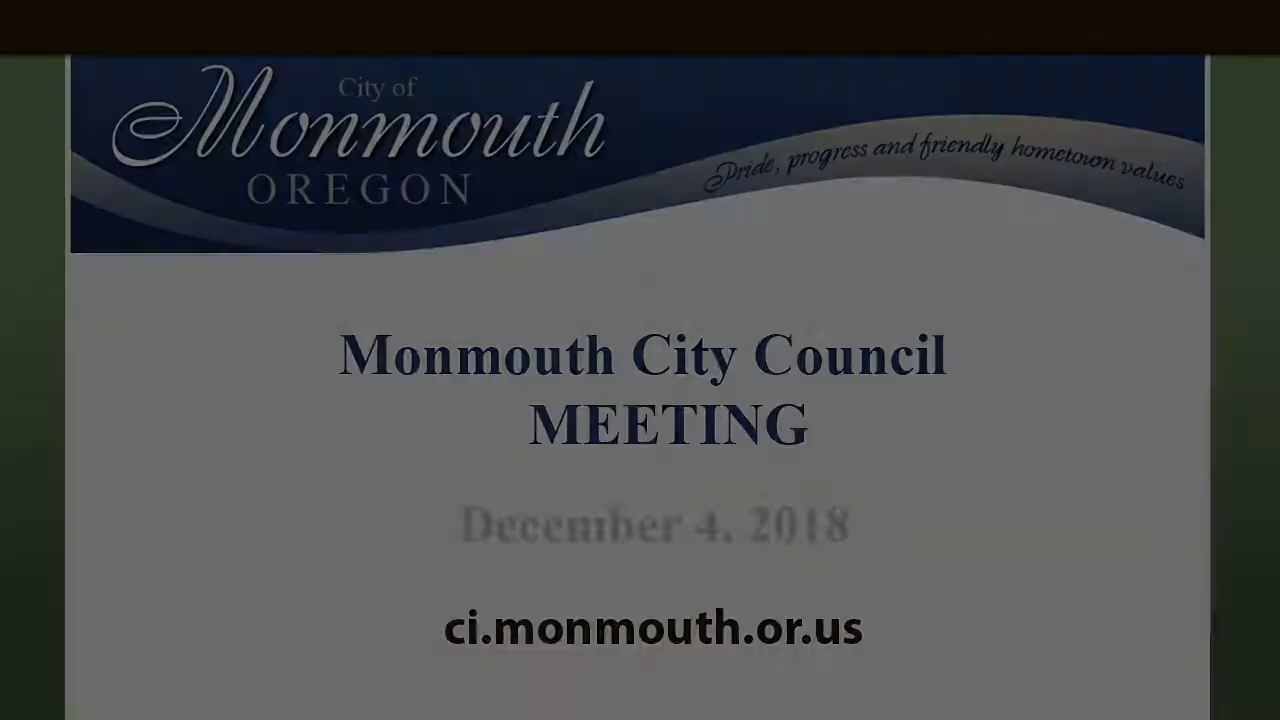 City of
Monmouth
OREGON
Pride, progress and friendly hometown values
Monmouth City Council
MEETING
December 4, 2018
ci.monmouth.or.us